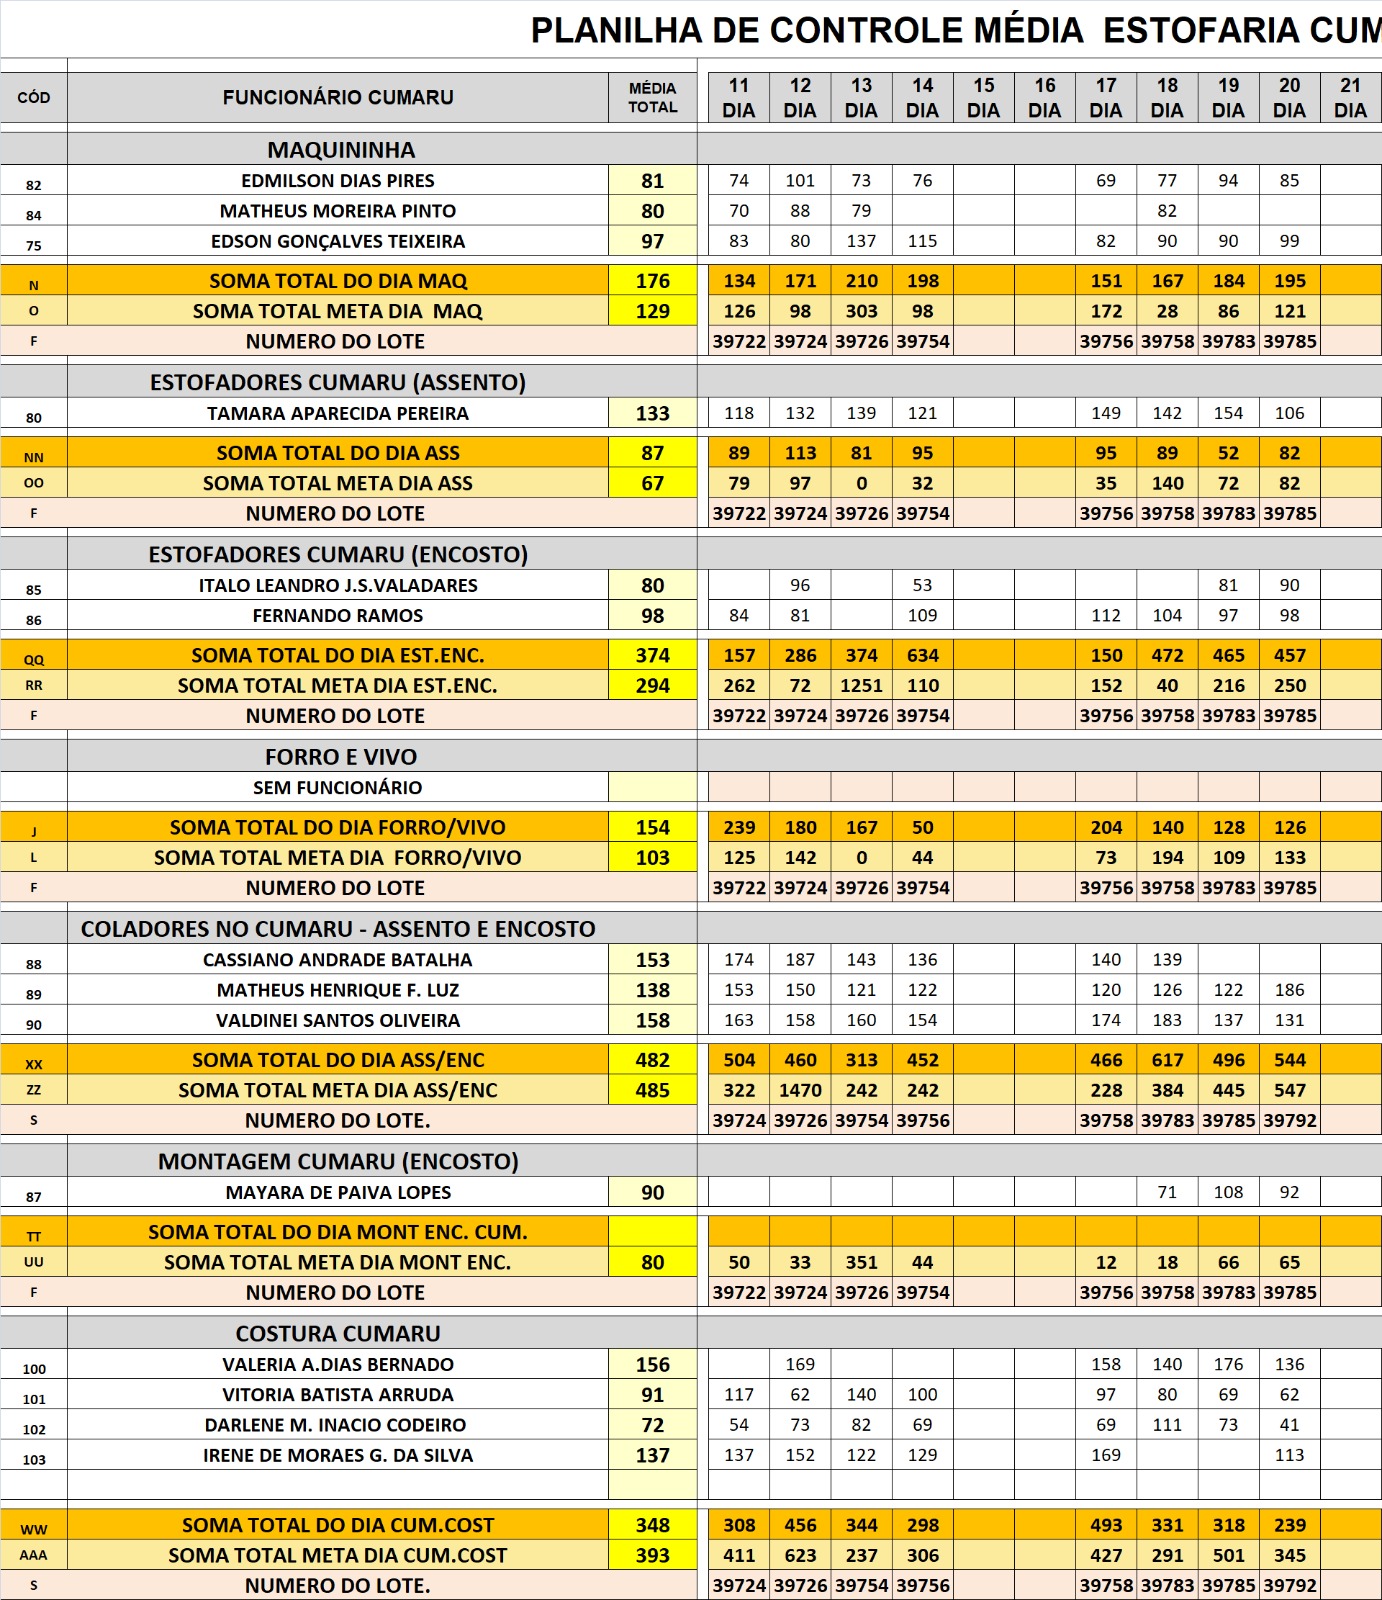 PLANILHA DE CONTROLE MÉDIA ESTOFARIA CUM
CÓD FUNCIONÁRIO CUMARU MÉDIA TOTAL 11 DIA 12 DIA 13 DIA 14 DIA 15 DIA 16 DIA 17 DIA 18 DIA 19 DIA 20 DIA 21 DIA
MAQUININHA
82 EDMILSON DIAS PIRES 81 74 101 73 76 69 77 94 85
84 MATHEUS MOREIRA PINTO 80 70 88 79 82
75 EDSON GONÇALVES TEIXEIRA 97 83 80 137 115 82 90 90 99
N SOMA TOTAL DO DIA MAQ 176 134 171 210 198 151 167 184 195
O SOMA TOTAL META DIA MAQ 129 126 98 303 98 172 28 86 121
F NUMERO DO LOTE 39722 39724 39726 39754 39756 39758 39783 39785
ESTOFADORES CUMARU (ASSENTO)
80 TAMARA APARECIDA PEREIRA 133 118 132 139 121 149 142 154 106
NN SOMA TOTAL DO DIA ASS 87 89 113 81 95 95 89 52 82
OO SOMA TOTAL META DIA ASS 67 79 97 0 32 35 140 72 82
F NUMERO DO LOTE 39722 39724 39726 39754 39756 39758 39783 39785
ESTOFADORES CUMARU (ENCOSTO)
85 ITALO LEANDRO J.S.VALADARES 80 96 53 81 90
86 FERNANDO RAMOS 98 84 81 109 112 104 97 98
QQ SOMA TOTAL DO DIA EST.ENC. 374 157 286 374 634 150 472 465 457
RR SOMA TOTAL META DIA EST.ENC. 294 262 72 1251 110 152 40 216 250
F NUMERO DO LOTE 39722 39724 39726 39754 39756 39758 39783 39785
FORRO E VIVO
SEM FUNCIONÁRIO
J SOMA TOTAL DO DIA FORRO/VIVO 154 239 180 167 50 204 140 128 126
L SOMA TOTAL META DIA FORRO/VIVO 103 125 142 0 44 73 194 109 133
F NUMERO DO LOTE 39722 39724 39726 39754 39756 39758 39783 39785
COLADORES NO CUMARU - ASSENTO E ENCOSTO
88 CASSIANO ANDRADE BATALHA 153 174 187 143 136 140 139
89 MATHEUS HENRIQUE F. LUZ 138 153 150 121 122 120 126 122 186
90 VALDINEI SANTOS OLIVEIRA 158 163 158 160 154 174 183 137 131
XX SOMA TOTAL DO DIA ASS/ENC 482 504 460 313 452 466 617 496 544
ZZ SOMA TOTAL META DIA ASS/ENC 485 322 1470 242 242 228 384 445 547
S NUMERO DO LOTE. 39724 39726 39754 39756 39758 39783 39785 39792
MONTAGEM CUMARU (ENCOSTO)
87 MAYARA DE PAIVA LOPES 90 71 108 92
TT SOMA TOTAL DO DIA MONT ENC. CUM.
UU SOMA TOTAL META DIA MONT ENC. 80 50 33 351 44 12 18 66 65
F NUMERO DO LOTE 39722 39724 39726 39754 39756 39758 39783 39785
COSTURA CUMARU
100 VALERIA A.DIAS BERNADO 156 169 158 140 176 136
101 VITORIA BATISTA ARRUDA 91 117 62 140 100 97 80 69 62
102 DARLENE M. INACIO CODEIRO 72 54 73 82 69 69 111 73 41
103 IRENE DE MORAES G. DA SILVA 137 137 152 122 129 169 113
WW SOMA TOTAL DO DIA CUM.COST 348 308 456 344 298 493 331 318 239
AAA SOMA TOTAL META DIA CUM.COST 393 411 623 237 306 427 291 501 345
S NUMERO DO LOTE. 39724 39726 39754 39756 39758 39783 39785 39792